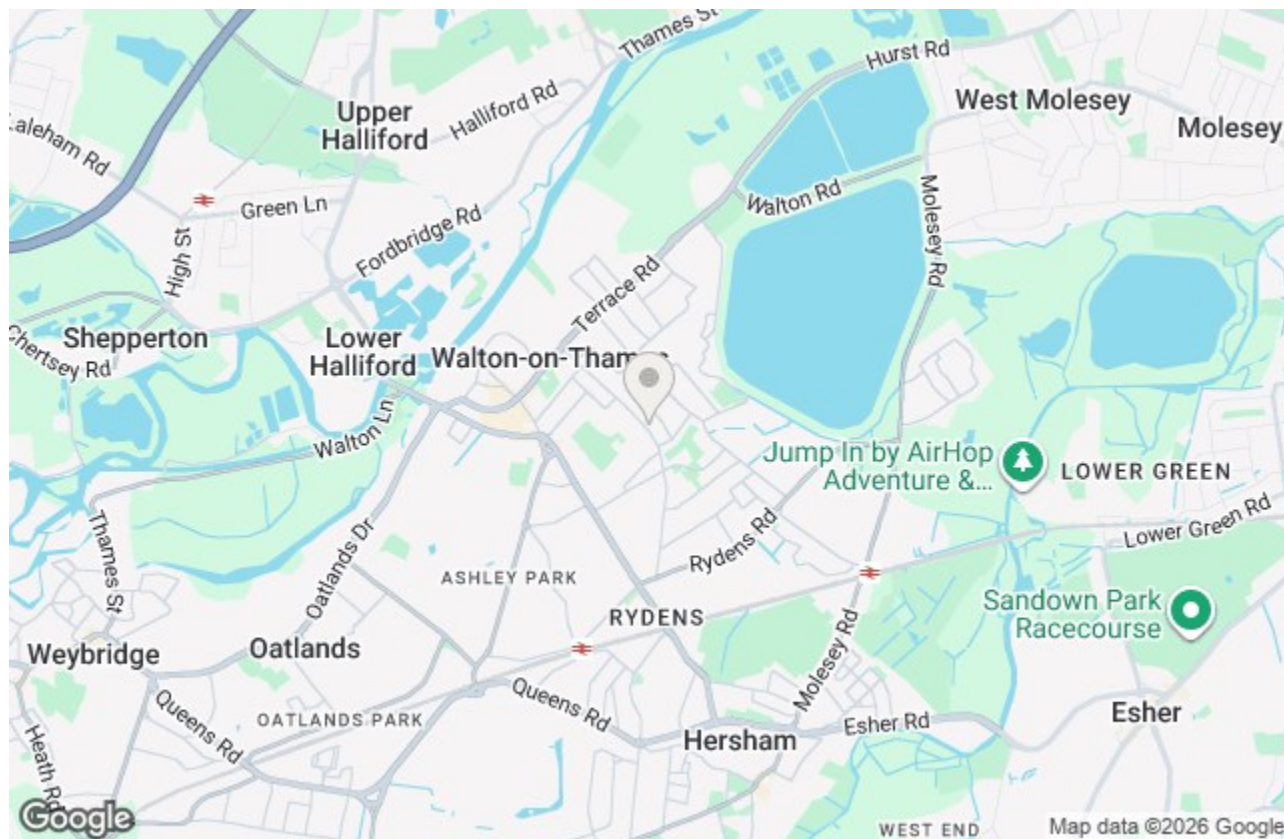 Thames St
Hurst Rd
West Molesey
Upper
Halliford
Halliford Rd
Molesey
Laleham Rd
Green Ln
Walton Rd
Molesey Rd
Fordbridge Rd
High St
Terrace Rd
Shepperton
Chertsey Rd
Lower
Halliford
Walton-on-Thames
Walton Ln
Jump In by AirHop
Adventure &...
LOWER GREEN
Lower Green Rd
Thames St
Oatlands Dr
Rydens Rd
ASHLEY PARK
RYDENS
Sandown Park
Racecourse
Weybridge
Oatlands
Molesey Rd
Queens Rd
Queens Rd
OATLANDS PARK
Esher Rd
Esher
Hersham
Heath Rd
Google
Map data ©2026 Google
WEST END